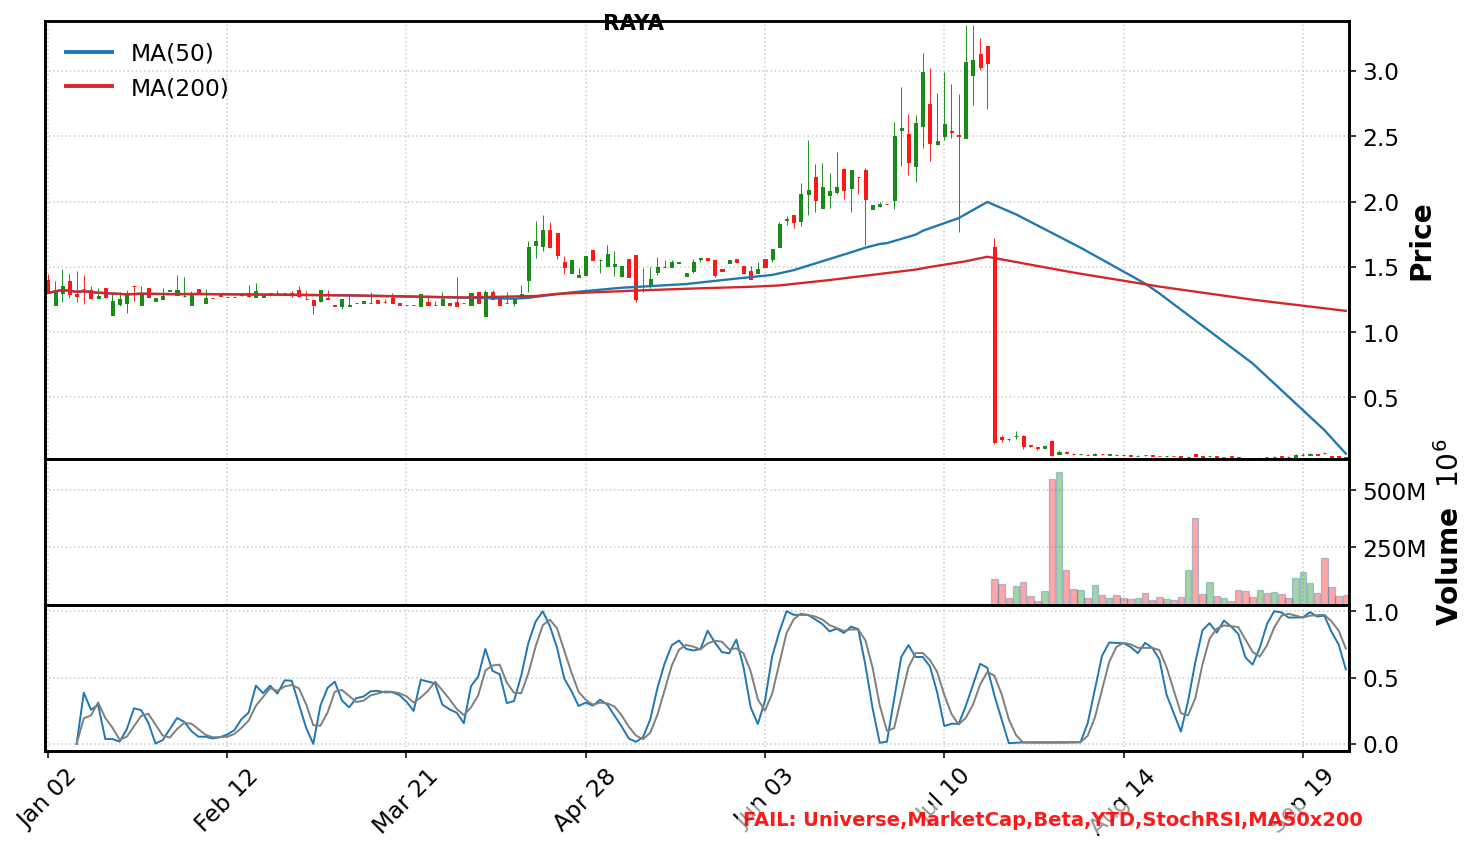 RAYA
MA(50)
MA(200)
3.0
2.5
2.0
1.5
1.0
0.5
Price
500M
250M
Volume 10^6
1.0
0.5
0.0
Jan 02
Feb 12
Mar 21
Apr 28
Jun 03
Jul 10
Aug 14
Sep 19
FAIL: Universe,MarketCap,Beta,YTD,StochRSI,MA50x200